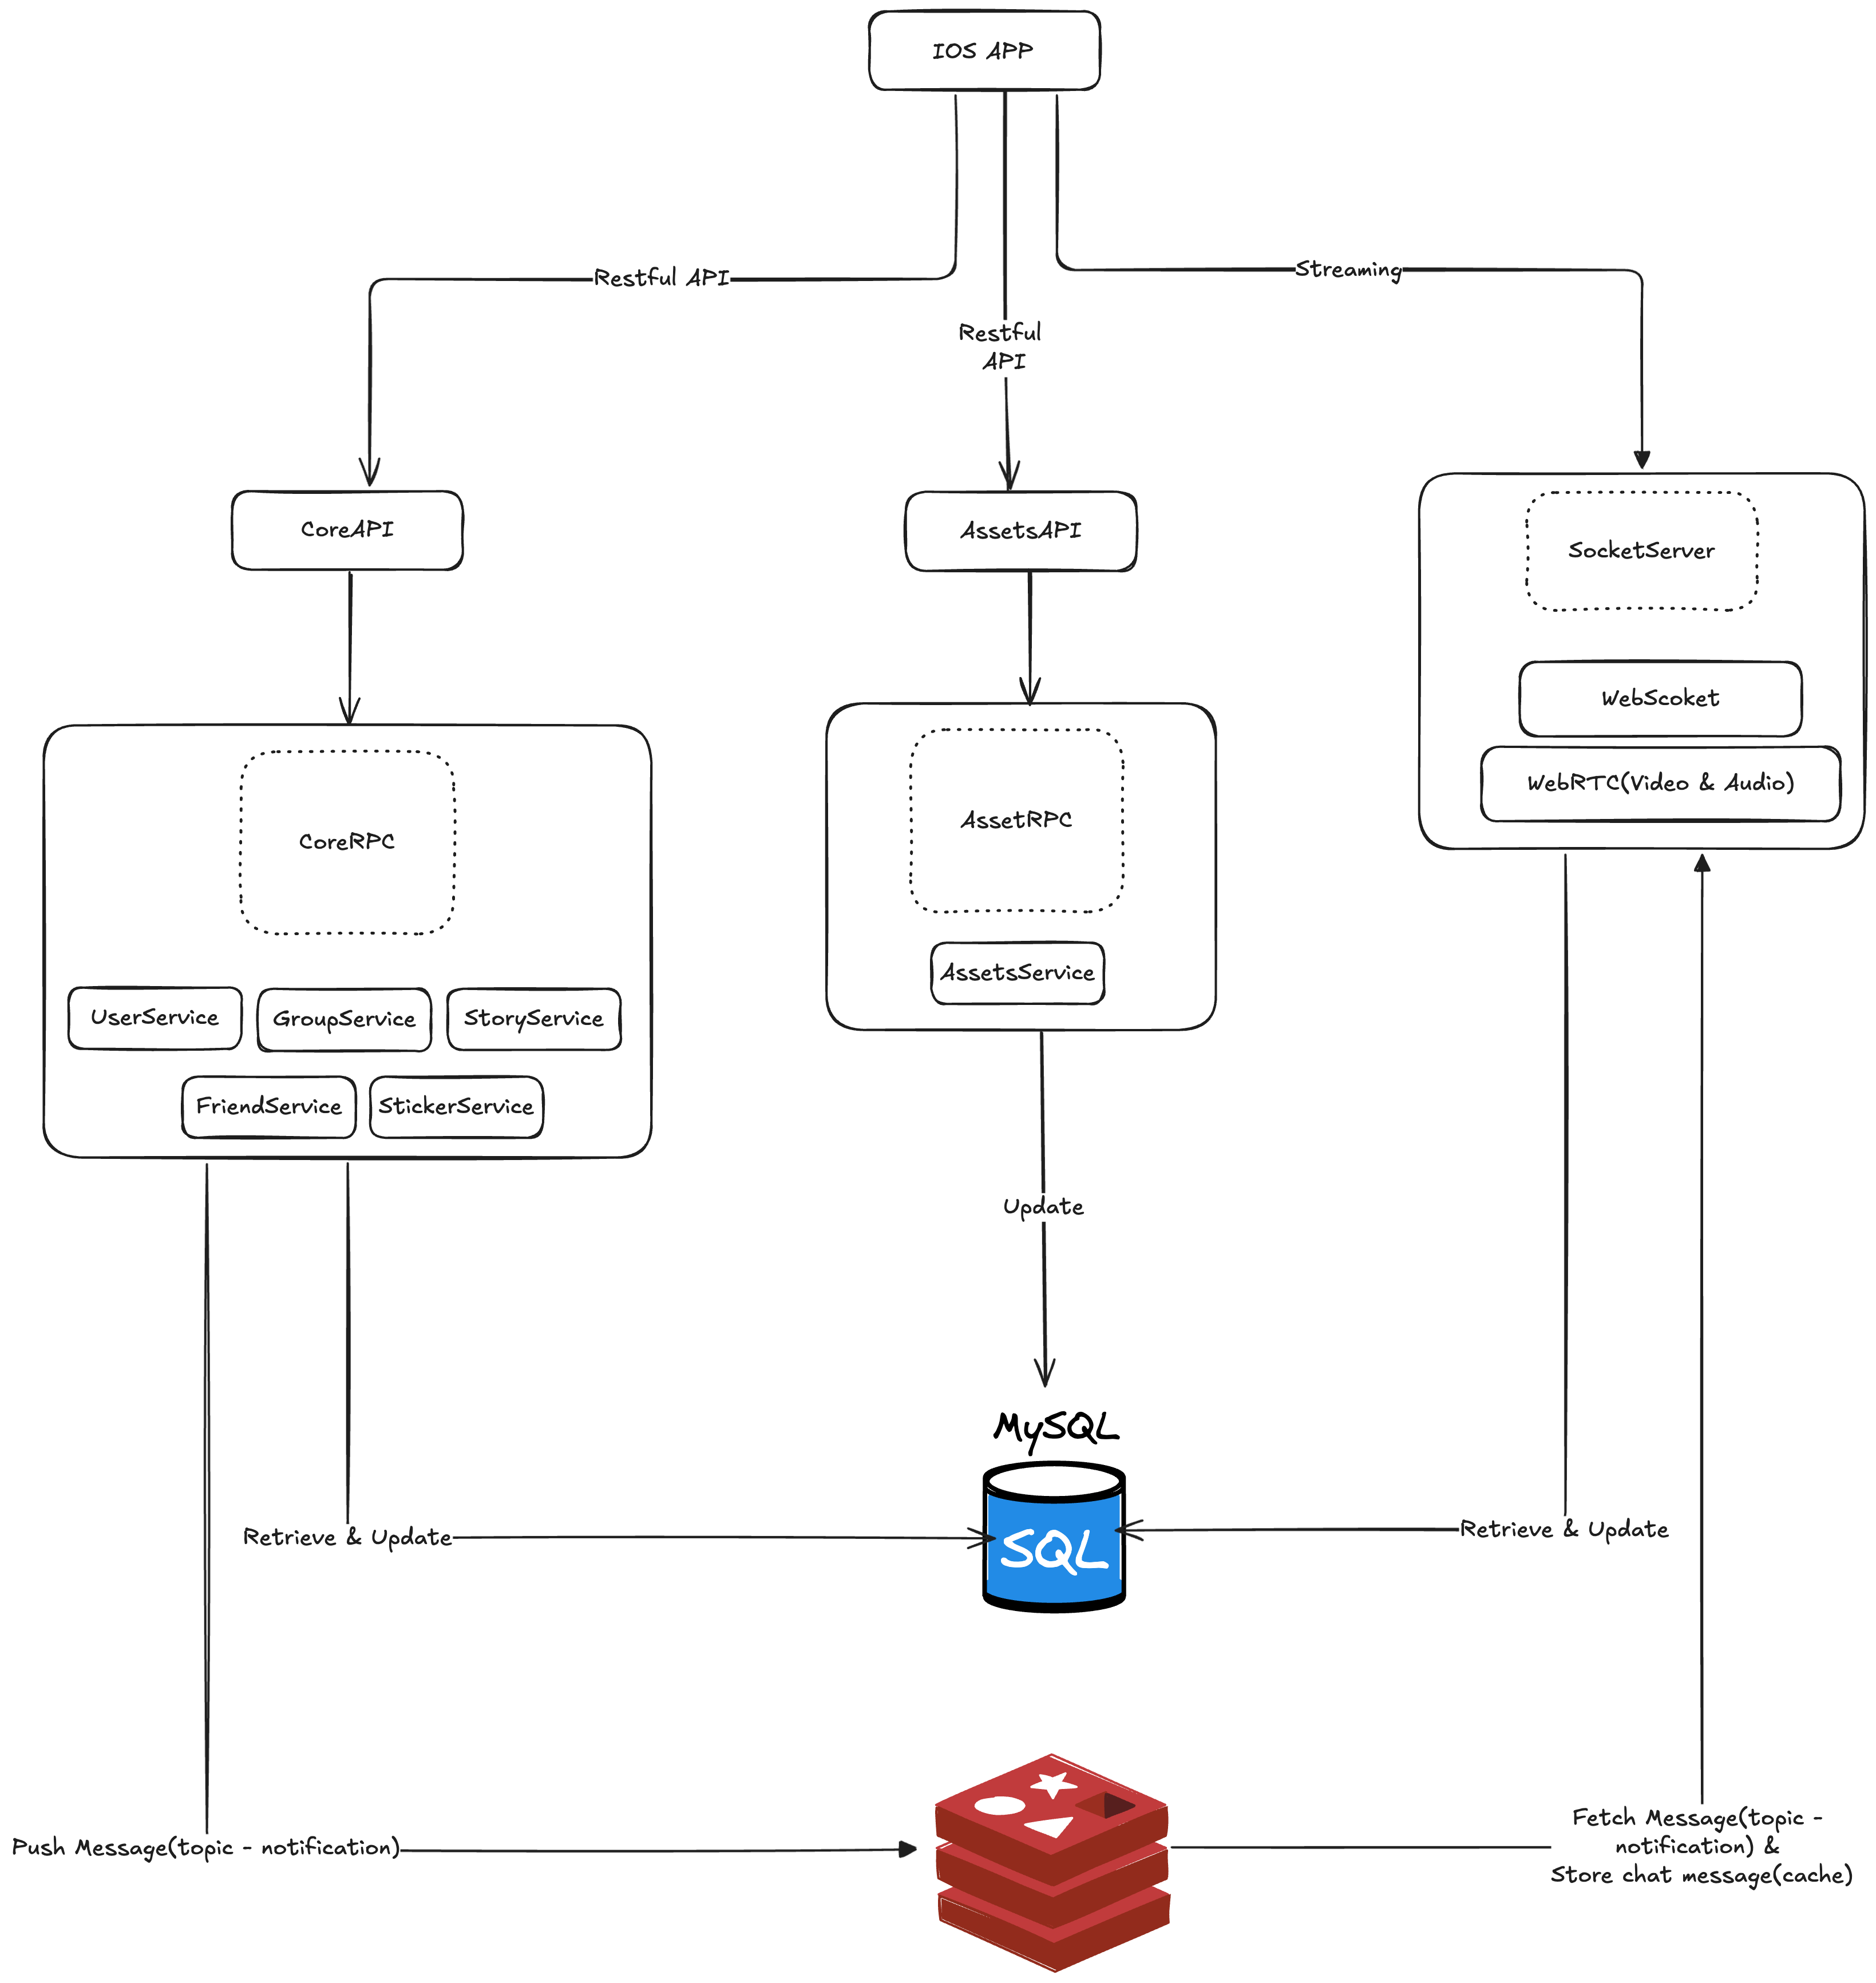 IOS APP
Restful API
Streaming
Restful
API
CoreAPI
AssetsAPI
SocketServer
WebScoket
WebRTC(Video & Audio)
CoreRPC
AssetRPC
AssetsService
UserService
GroupService
StoryService
FriendService
StickerService
Update
MySQL
SQL
Retrieve & Update
Retrieve & Update
Push Message(topic - notification)
Fetch Message(topic -
notification) &
Store chat message(cache)